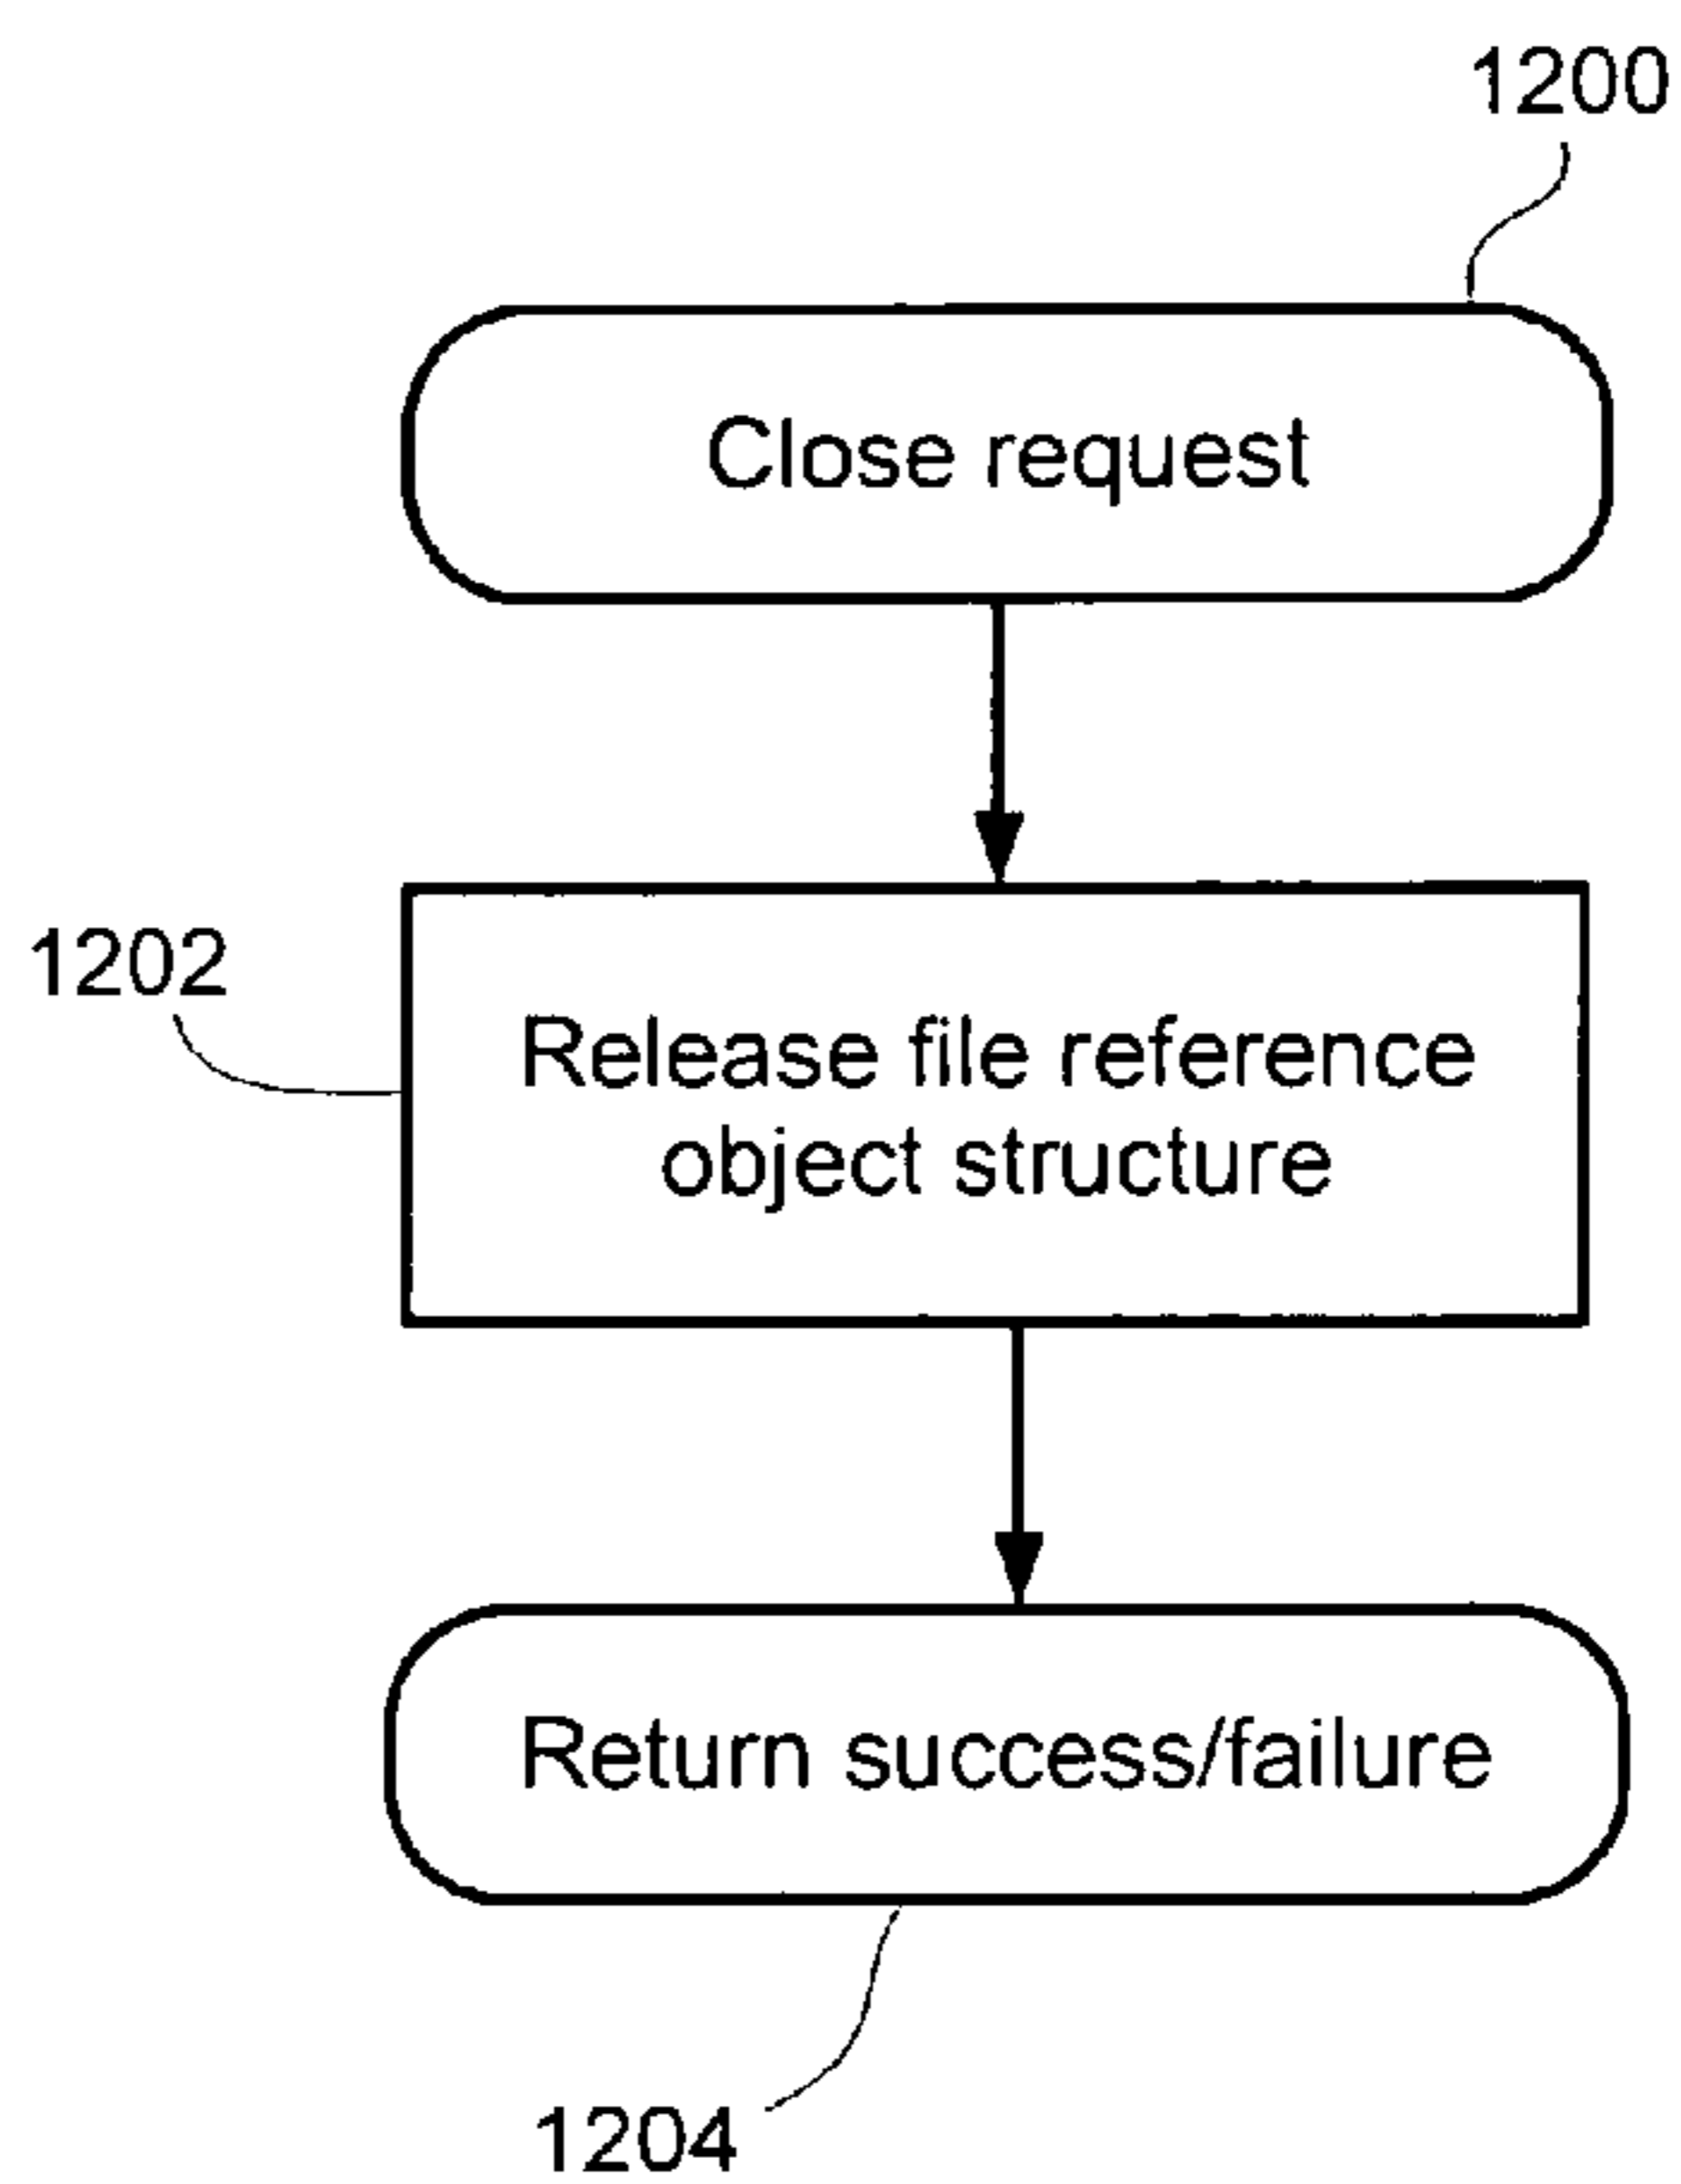 1200
Close request
1202
Release file reference
object structure
Return success/failure
1204